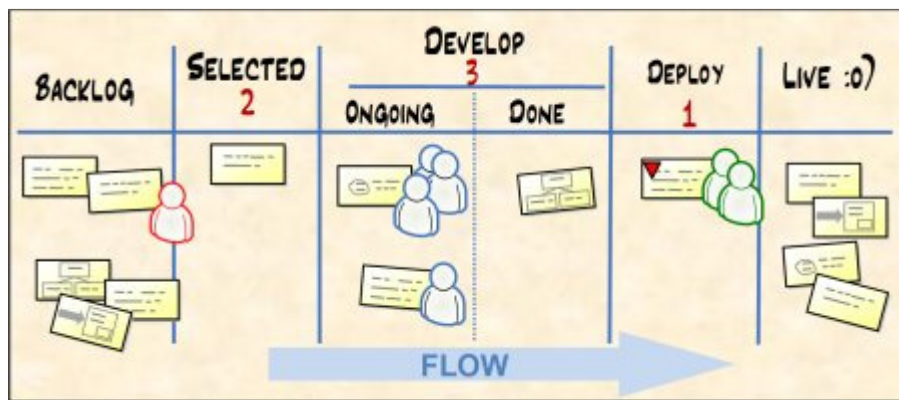 BACKLOG
SELECTED
2
DEVELOP
3
ONGOING
DONE
DEPLOY
1
LIVE :O)
FLOW